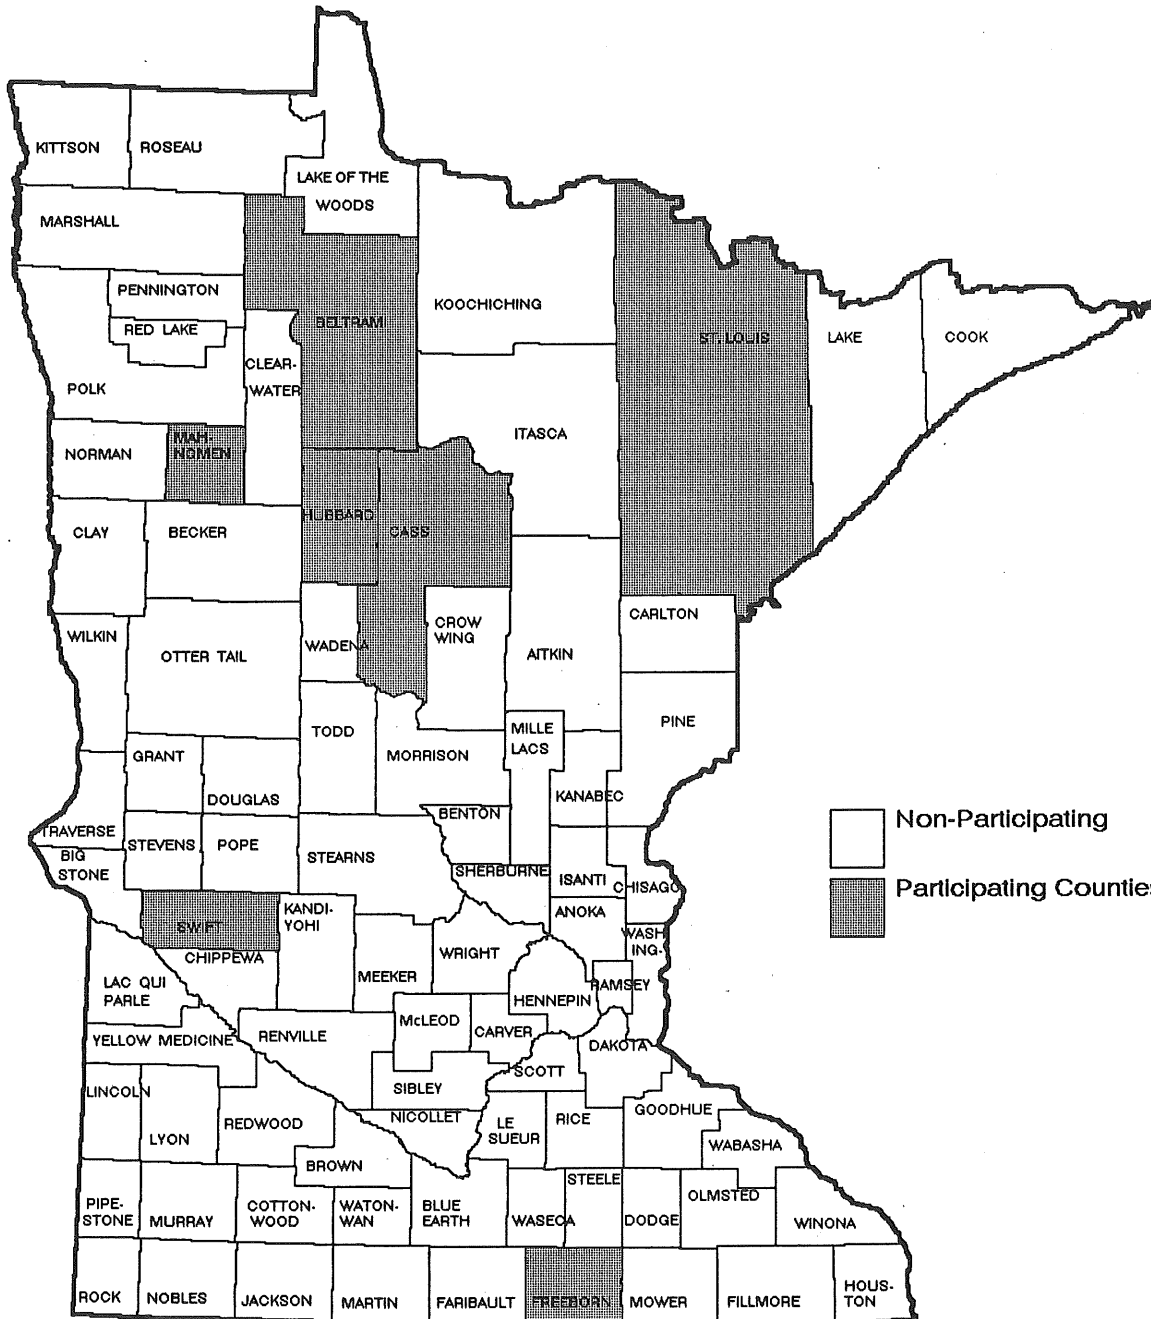 KITTSON
ROSEAU
LAKE OF THE
WOODS
MARSHALL
PENNINGTON
RED LAKE
BELTRAM
KOOCHICHING
ST. LOUIS
LAKE
COOK
CLEAR-
WATER
POLK
NORMAN
MAH-
NOMEN
ITASCA
HUBBARD
CASS
CLAY
BECKER
WILKIN
OTTER TAIL
WADENA
CROW
WING
AITKIN
CARLTON
PINE
TODD
MORRISON
MILLE
LACS
KANABEC
GRANT
DOUGLAS
BENTON
TRAVERSE
BIG
STONE
STEVENS
POPE
STEARNS
SHERBURNE
ISANTI
CHISAGO
Non-Participating
Participating Countie
SWIFT
KANDI-
YOHI
ANOKA
WASH
ING-
CHIPPEWA
LAC QUI
PARLE
MEEKER
WRIGHT
HENNEPIN
RAMSEY
YELLOW MEDICINE
RENVILLE
McLEOD
CARVER
DAKOTA
SCOTT
SIBLEY
LINCOLN
LYON
REDWOOD
NICOLLET
LE
SUEUR
RICE
GOODHUE
WABASHA
BROWN
PIPE-
STONE
MURRAY
COTTON-
WOOD
WATON-
WAN
BLUE
EARTH
WASECA
STEELE
DODGE
OLMSTED
WINONA
ROCK
NOBLES
JACKSON
MARTIN
FARIBAULT
FREEBORN
MOWER
FILLMORE
HOUS-
TON